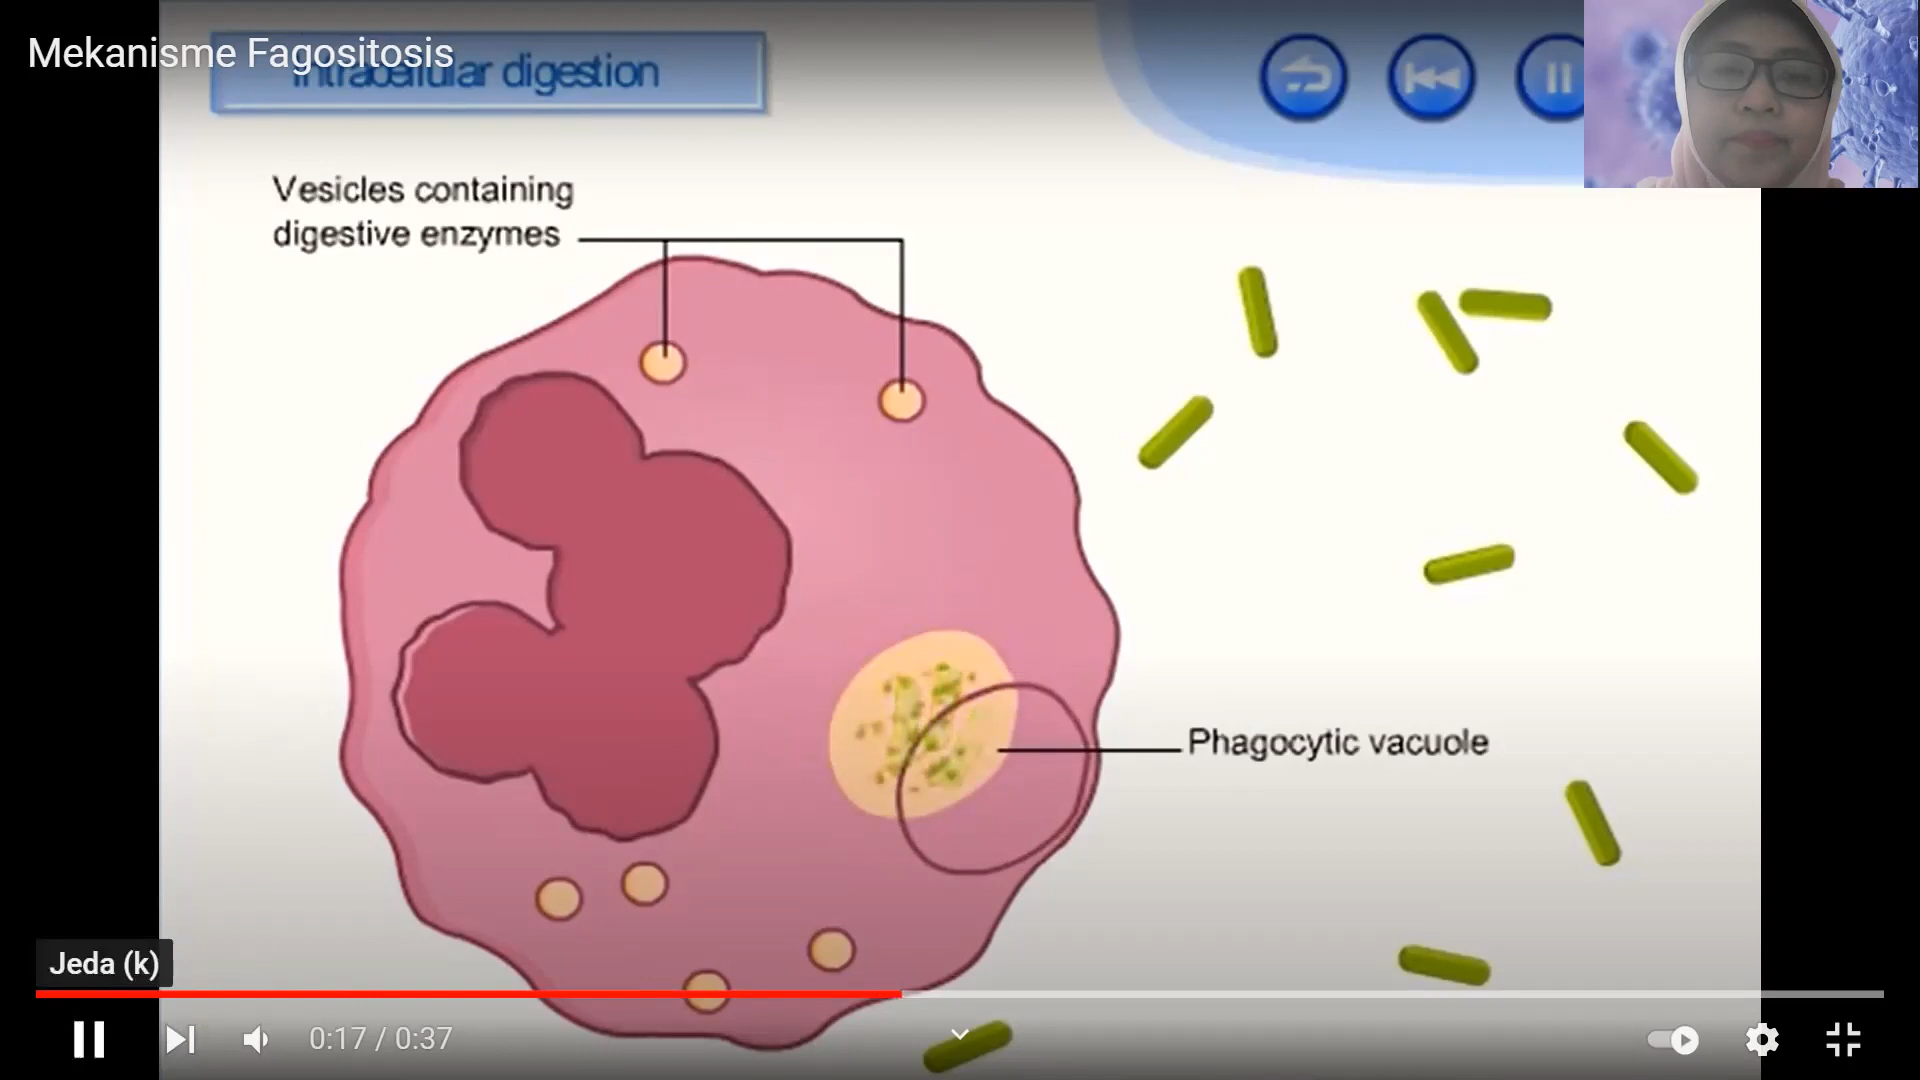 Mekanisme Fagositosis
Intracellular digestion
Vesicles containing
digestive enzymes
Phagocytic vacuole
Jeda (k)
0:17 / 0:37